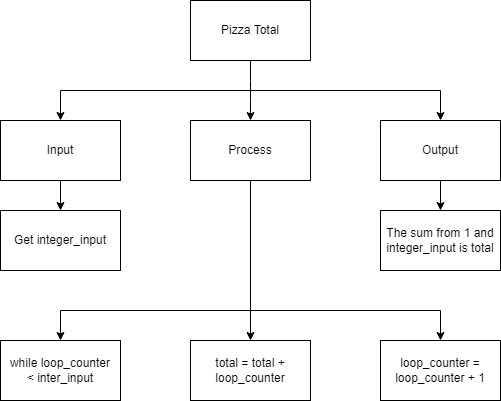 Pizza Total
Input
Process
Output
Get integer_input
The sum from 1 and
integer_input is total
while loop_counter
< inter_input
total = total +
loop_counter
loop_counter =
loop_counter + 1